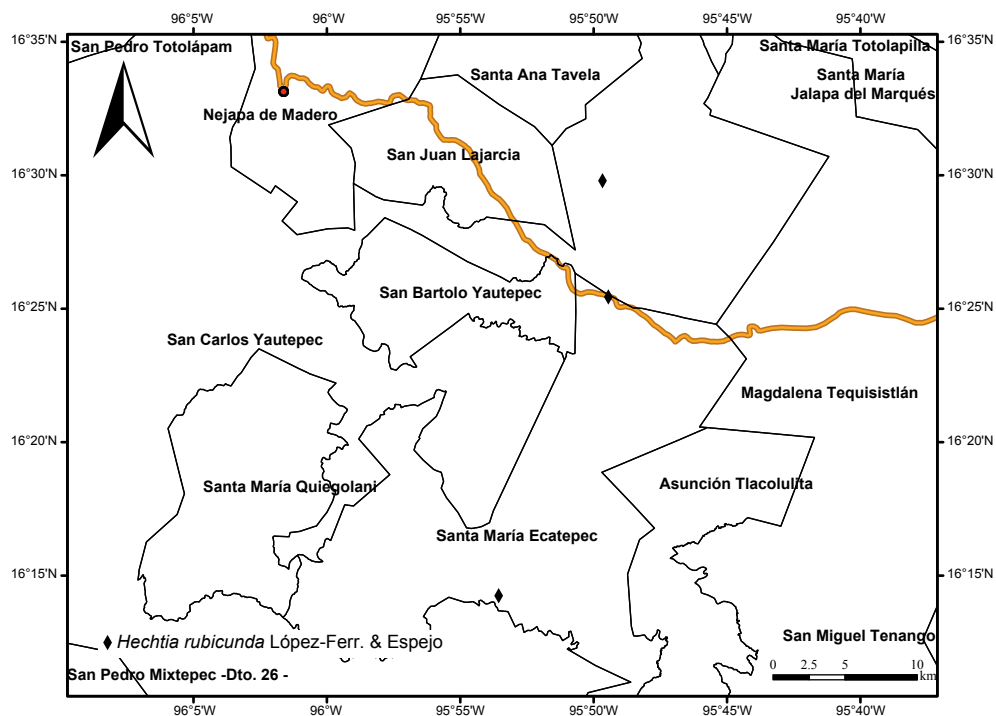 96°5'W 96°W 95°55'W 95°50'W 95°45'W 95°40'W
16°35'N 16°35'N
San Pedro Totolápam
Santa María Totolapilla
Santa Ana Tavela
Santa María
Jalapa del Marqués
Nejapa de Madero
San Juan Lajarcia
16°30'N 16°30'N
16°25'N 16°25'N
San Bartolo Yautepec
San Carlos Yautepec
Magdalena Tequisistlán
16°20'N 16°20'N
Santa María Quiegolani
Asunción Tlacolulita
Santa María Ecatepec
16°15'N 16°15'N
Hechtia rubicunda López-Ferr. & Espejo
San Miguel Tenango
San Pedro Mixtepec -Dto. 26 -
0 2.5 5 10
km
96°5'W 96°W 95°55'W 95°50'W 95°45'W 95°40'W